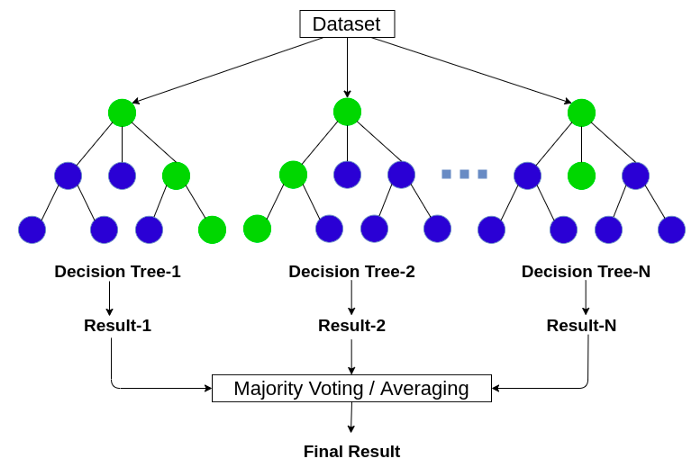 Dataset
Decision Tree-1
Decision Tree-2
Decision Tree-N
Result-1
Result-2
Result-N
Majority Voting / Averaging
Final Result